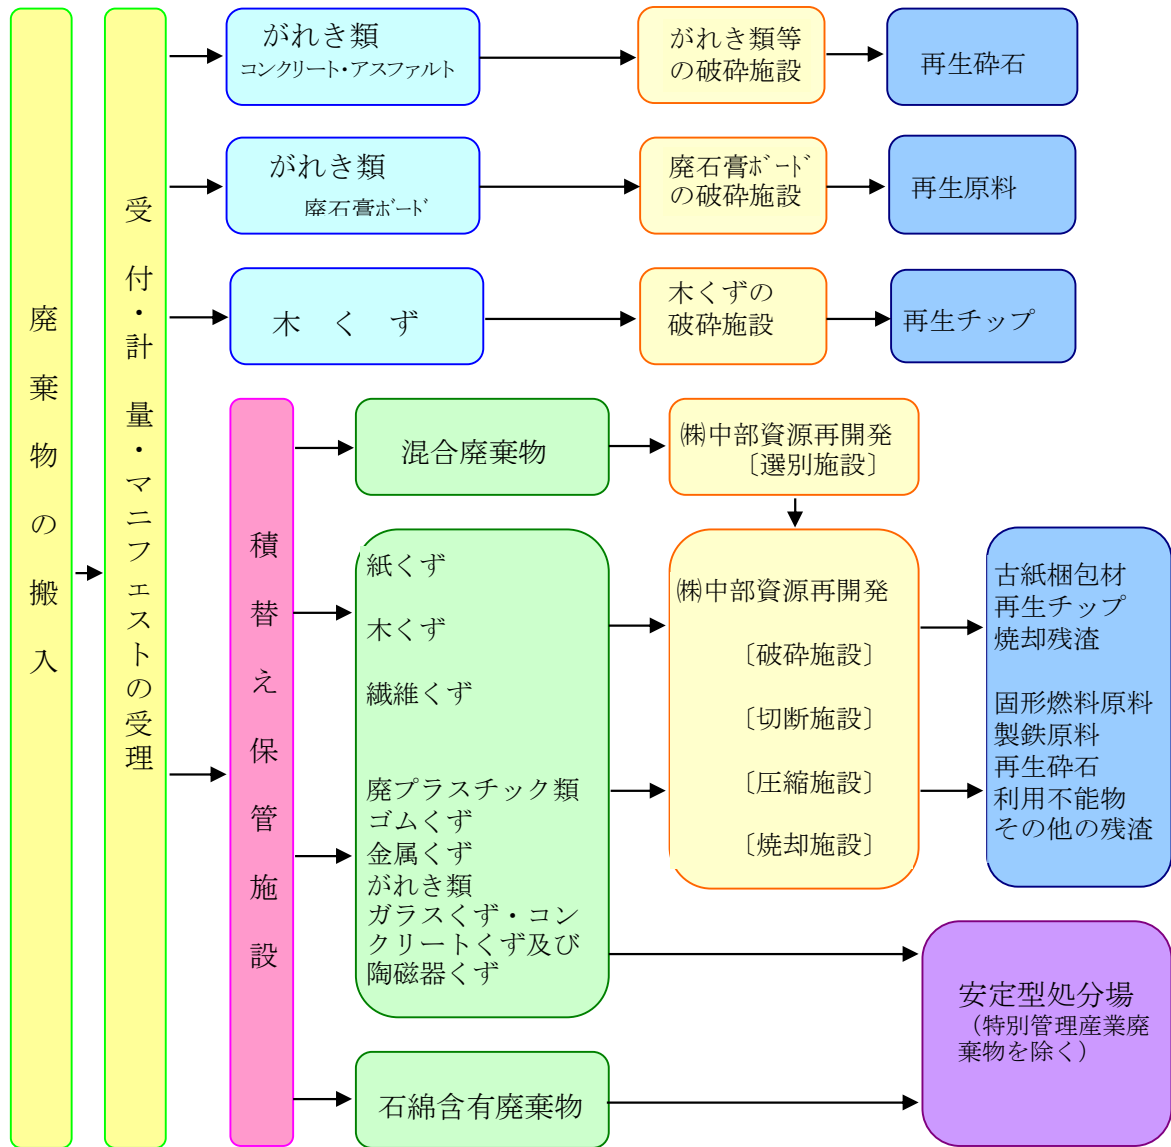 廃棄物の搬入
受付・計量・マニフェストの受理
がれき類
コンクリート・アスファルト
がれき類等
の破砕施設
再生砕石
がれき類
廃石膏ﾎﾞｰﾄﾞ
廃石膏ﾎﾞｰﾄﾞ
の破砕施設
再生原料
木くず
木くずの
破砕施設
再生チップ
積替え保管施設
混合廃棄物
㈱中部資源再開発
〔選別施設〕
紙くず
木くず
繊維くず
廃プラスチック類
ゴムくず
金属くず
がれき類
ガラスくず・コン
クリートくず及び
陶磁器くず
㈱中部資源再開発
〔破砕施設〕
〔切断施設〕
〔圧縮施設〕
〔焼却施設〕
古紙梱包材
再生チップ
焼却残渣
固形燃料原料
製鉄原料
再生砕石
利用不能物
その他の残渣
石綿含有廃棄物
安定型処分場
（特別管理産業廃
棄物を除く）